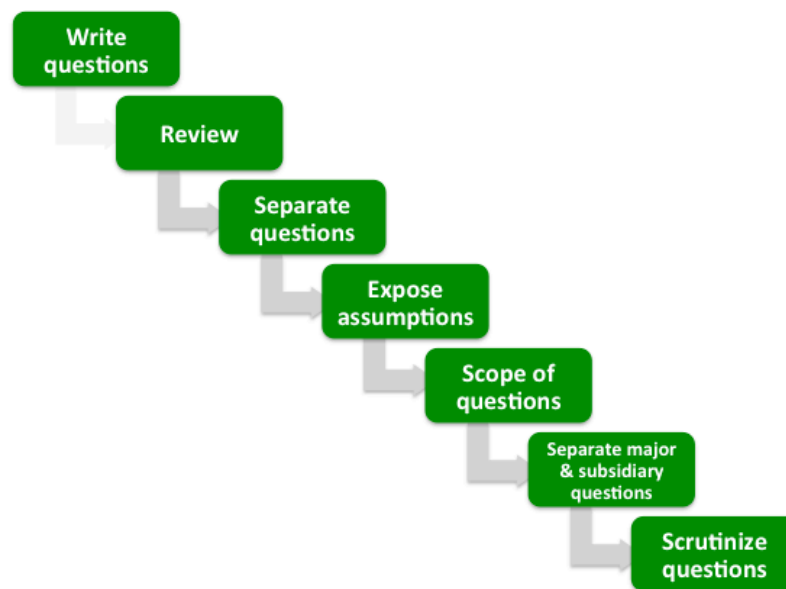 Write
questions
Review
Separate
questions
Expose
assumptions
Scope of
questions
Separate major
& subsidiary
questions
Scrutinize
questions